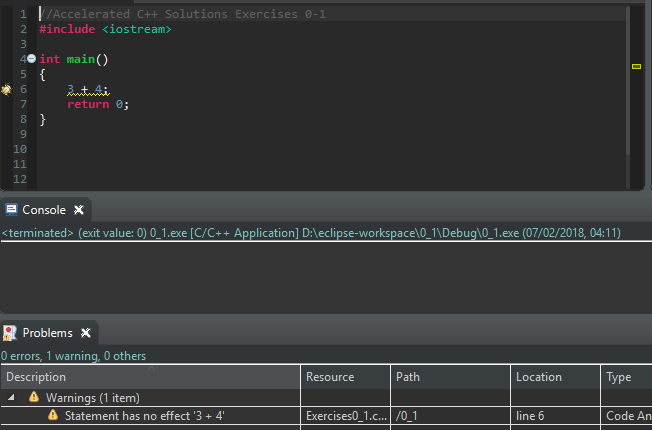 1 //Accelerated C++ Solutions Exercises 0-1
2 #include <iostream>
3
4 int main()
5 {
6 3 + 4;
7 return 0;
8 }
9
10
11
12
Console
<terminated> (exit value: 0) 0_1.exe [C/C++ Application] D:\eclipse-workspace\0_1\Debug\0_1.exe (07/02/2018, 04:11)
Problems
0 errors, 1 warning, 0 others
Description Resource Path Location Type
Warnings (1 item)
Statement has no effect '3 + 4' Exercises0_1.c... /0_1 line 6 Code An